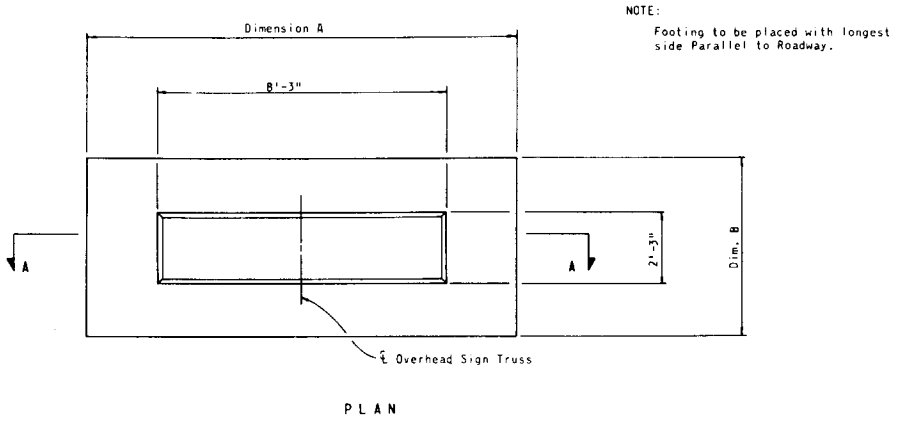 NOTE:
Footing to be placed with longest
side Parallel to Roadway.
Dimension A
8'-3"
2'-3"
Dim. B
A
A
℄ Overhead Sign Truss
PLAN